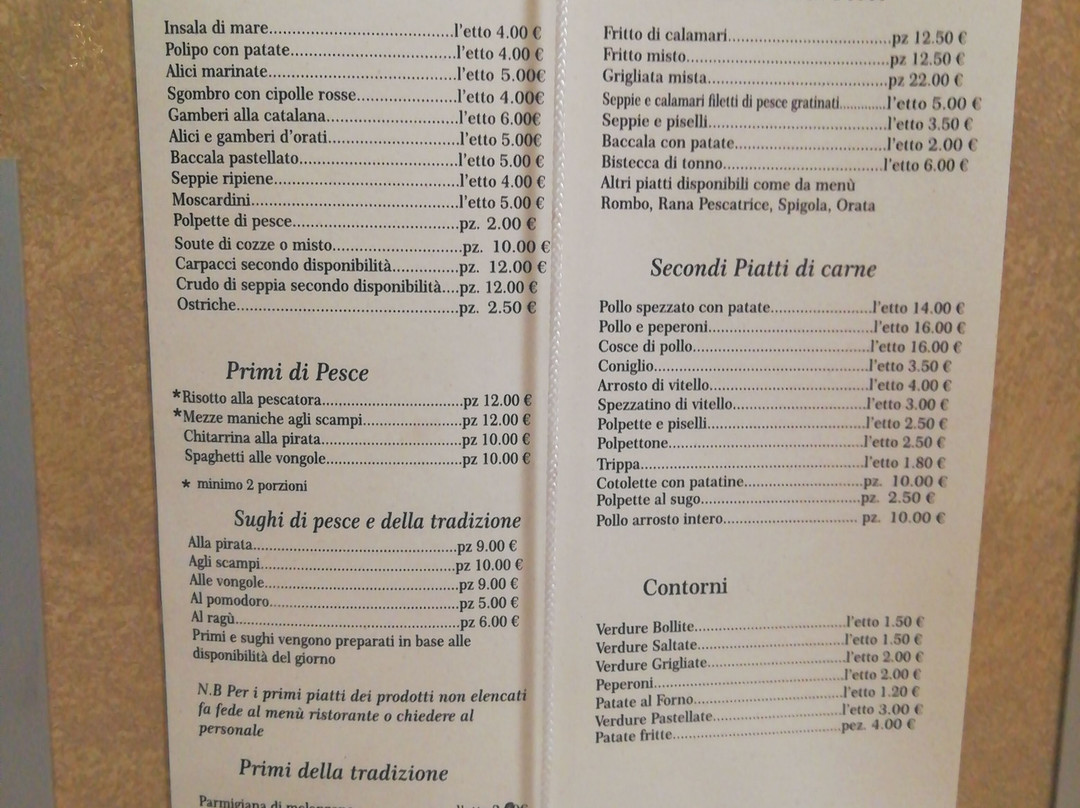 Insala di mare........................................l'etto 4.00 €
Polipo con patate....................................l'etto 4.00 €
Alici marinate........................................l'etto 5.00€
Sgombro con cipolle rosse......................l'etto 4.00€
Gamberi alla catalana............................l'etto 6.00€
Alici e gamberi d'orati............................l'etto 5.00€
Baccala pastellato..................................l'etto 5.00 €
Seppie ripiene........................................l'etto 4.00 €
Moscardini.............................................l'etto 5.00 €
Polpette di pesce....................................pz. 2.00 €
Soute di cozze o misto............................pz. 10.00 €
Carpacci secondo disponibilità...............pz. 12.00 €
Crudo di seppia secondo disponibilità....pz. 12.00 €
Ostriche.................................................pz. 2.50 €
Primi di Pesce
*Risotto alla pescatora..............................pz 12.00 €
*Mezze maniche agli scampi.....................pz 12.00 €
Chitarrina alla pirata..............................pz 10.00 €
Spaghetti alle vongole............................pz 10.00 €
* minimo 2 porzioni
Sughi di pesce e della tradizione
Alla pirata.............................................pz 9.00 €
Agli scampi...........................................pz 10.00 €
Alle vongole..........................................pz 9.00 €
Al pomodoro.........................................pz 5.00 €
Al ragù.................................................pz 6.00 €
Primi e sughi vengono preparati in base alle
disponibilità del giorno
N.B Per i primi piatti dei prodotti non elencati
fa fede al menù ristorante o chiedere al
personale
Primi della tradizione
Parmigiana di
Fritto di calamari...................................pz 12.50 €
Fritto misto...........................................pz 12.50 €
Grigliata mista.......................................pz 22.00 €
Seppie e calamari filetti di pesce gratinati............l'etto 5.00 €
Seppie e piselli.......................................l'etto 3.50 €
Baccala con patate.................................l'etto 2.00 €
Bistecca di tonno...................................l'etto 6.00 €
Altri piatti disponibili come da menù
Rombo, Rana Pescatrice, Spigola, Orata
Secondi Piatti di carne
Pollo spezzato con patate.......................l'etto 14.00 €
Pollo e peperoni.....................................l'etto 16.00 €
Cosce di pollo........................................l'etto 16.00 €
Coniglio.................................................l'etto 3.50 €
Arrosto di vitello....................................l'etto 4.00 €
Spezzatino di vitello...............................l'etto 3.00 €
Polpette e piselli.....................................l'etto 2.50 €
Polpettone.............................................l'etto 2.50 €
Trippa...................................................l'etto 1.80 €
Cotolette con patatine............................pz. 10.00 €
Polpette al sugo.....................................pz. 2.50 €
Pollo arrosto intero................................ pz. 10.00 €
Contorni
Verdure Bollite......................................l'etto 1.50 €
Verdure Saltate......................................l'etto 1.50 €
Verdure Grigliate...................................l'etto 2.00 €
Peperoni................................................l'etto 2.00 €
Patate al Forno......................................l'etto 1.20 €
Verdure Pastellate..................................l'etto 3.00 €
Patate fritte...........................................pez. 4.00 €